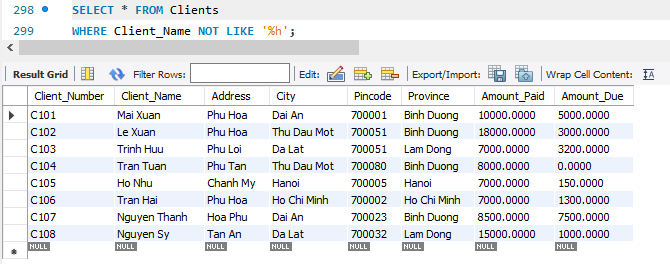 298 SELECT * FROM Clients
299 WHERE Client_Name NOT LIKE '%h';
Result Grid Filter Rows: Edit: Export/Import: Wrap Cell Content:
Client_Number Client_Name Address City Pincode Province Amount_Paid Amount_Due
C101 Mai Xuan Phu Hoa Dai An 700001 Binh Duong 10000.0000 5000.0000
C102 Le Xuan Phu Hoa Thu Dau Mot 700051 Binh Duong 18000.0000 3000.0000
C103 Trinh Huu Phu Loi Da Lat 700051 Lam Dong 7000.0000 3200.0000
C104 Tran Tuan Phu Tan Thu Dau Mot 700080 Binh Duong 8000.0000 0.0000
C105 Ho Nhu Chanh My Hanoi 700005 Hanoi 7000.0000 150.0000
C106 Tran Hai Phu Hoa Ho Chi Minh 700002 Ho Chi Minh 7000.0000 1300.0000
C107 Nguyen Thanh Hoa Phu Dai An 700023 Binh Duong 8500.0000 7500.0000
C108 Nguyen Sy Tan An Da Lat 700032 Lam Dong 15000.0000 1000.0000
NULL NULL NULL NULL NULL NULL NULL NULL